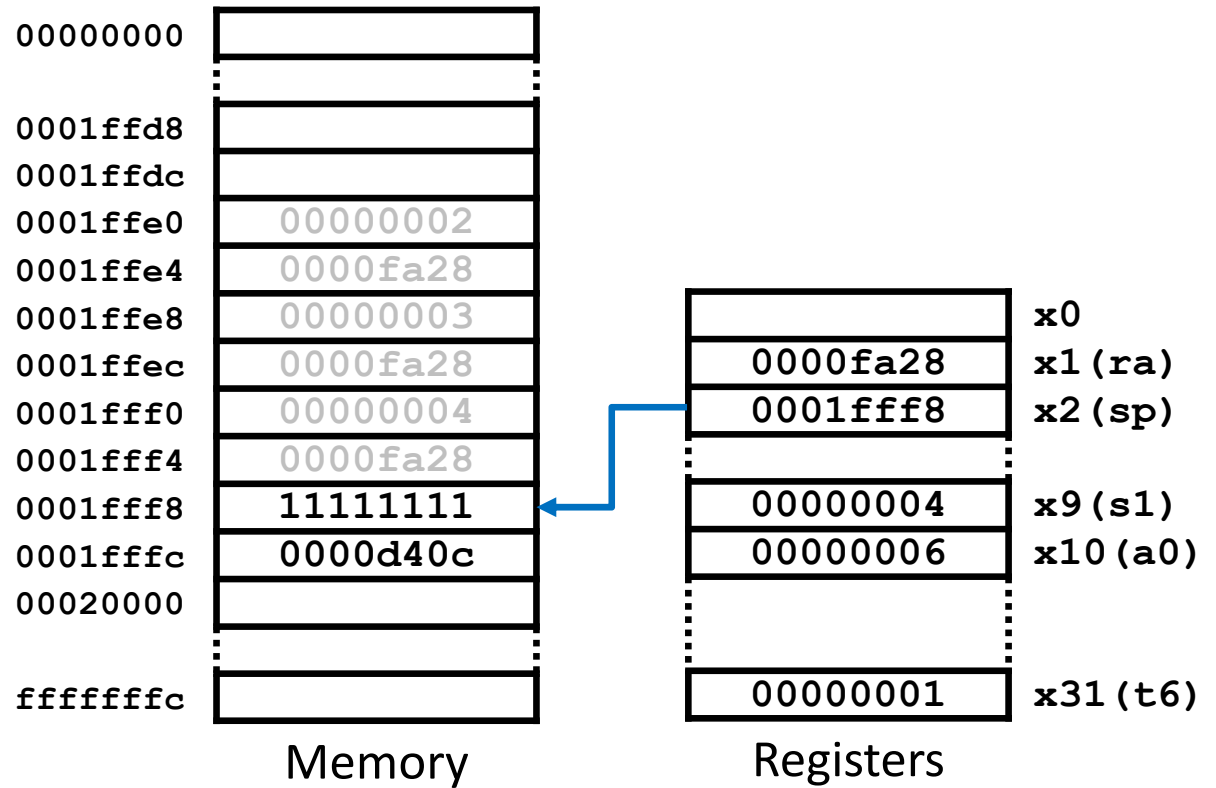 00000000
0001ffd8
0001ffdc
0001ffe0 00000002
0001ffe4 0000fa28
0001ffe8 00000003 x0
0001ffec 0000fa28 0000fa28 x1(ra)
0001fff0 00000004 0001fff8 x2(sp)
0001fff4 0000fa28
0001fff8 11111111 00000004 x9(s1)
0001fffc 0000d40c 00000006 x10(a0)
00020000
fffffffc 00000001 x31(t6)
Memory Registers